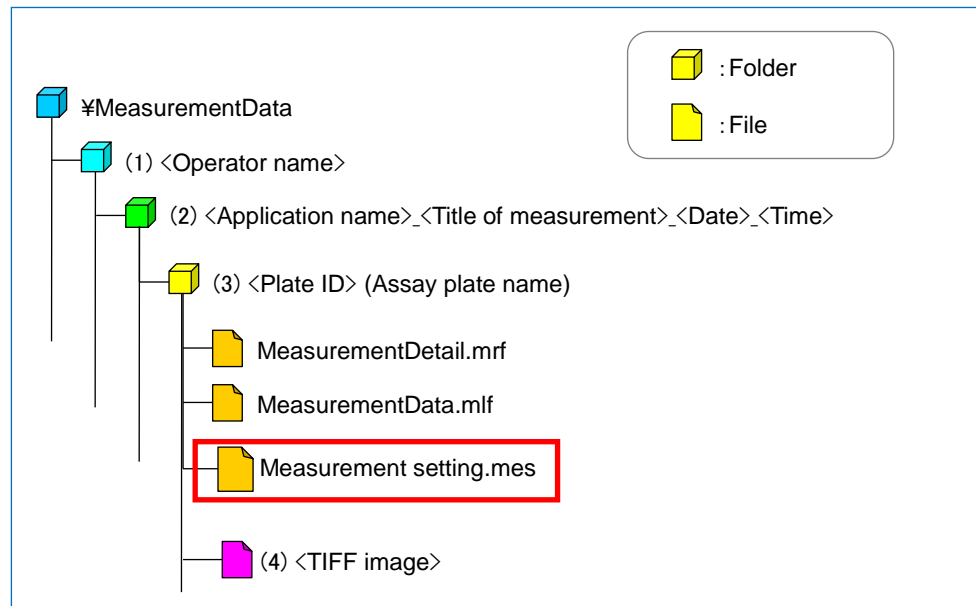 :Folder
¥MeasurementData
:File
(1) <Operator name>
(2) <Application name>_<Title of measurement>_<Date>_<Time>
(3) <Plate ID> (Assay plate name)
MeasurementDetail.mrf
MeasurementData.mlf
Measurement setting.mes
(4) <TIFF image>